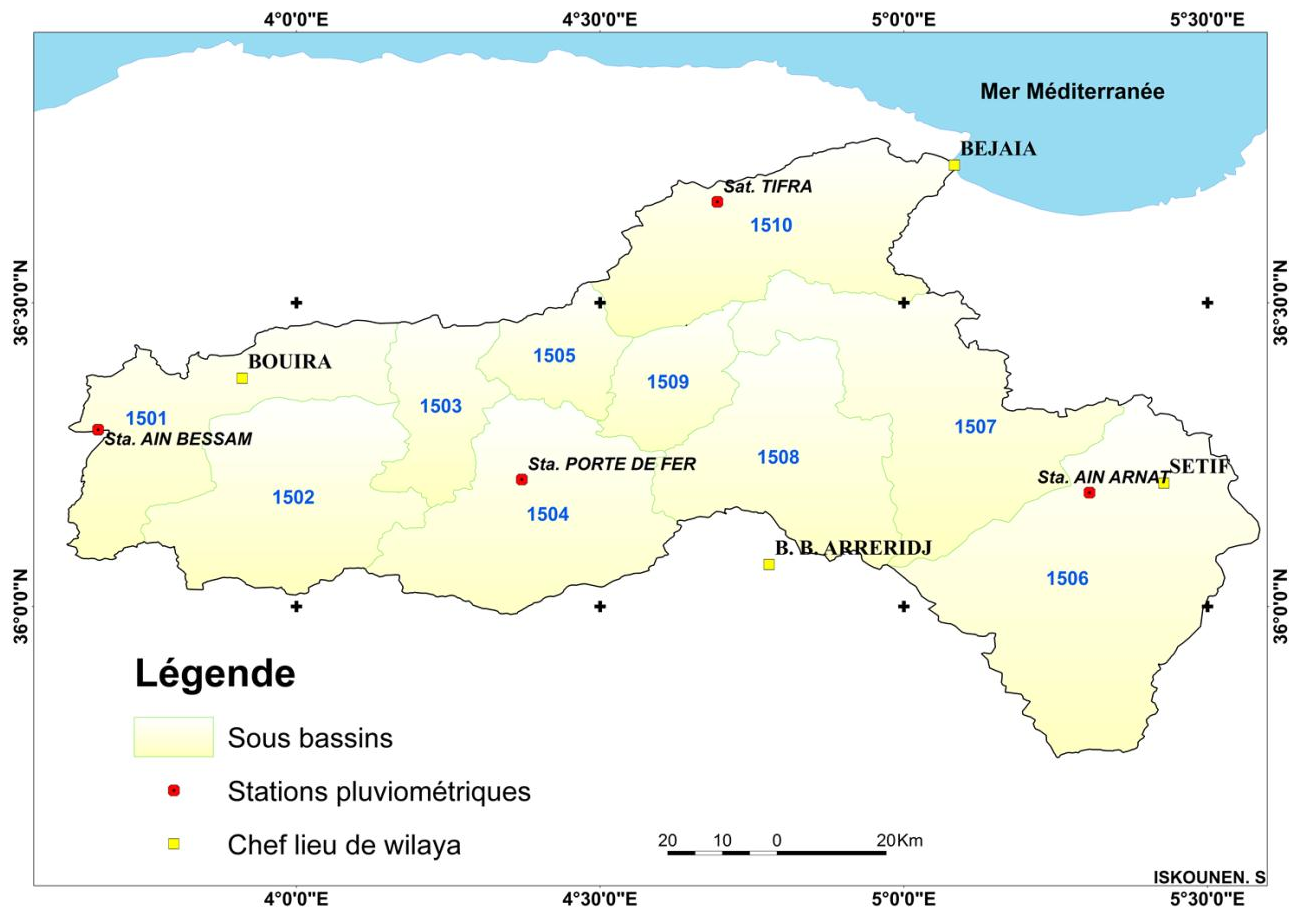 4°0'0"E 4°30'0"E 5°0'0"E 5°30'0"E
Mer Méditerranée
BEJAIA
Sat. TIFRA
1510
36°30'0"N 36°30'0"N
BOUIRA
1505
1509
1503
1501
1507
Sta. AIN BESSAM
1508
Sta. PORTE DE FER
SETIF
Sta. AIN ARNAT
1502
1504
B. B. ARRERIDJ
1506
36°0'0"N 36°0'0"N
Légende
Sous bassins
Stations pluviométriques
Chef lieu de wilaya
20 10 0 20Km
ISKOUNEN. S
4°0'0"E 4°30'0"E 5°0'0"E 5°30'0"E